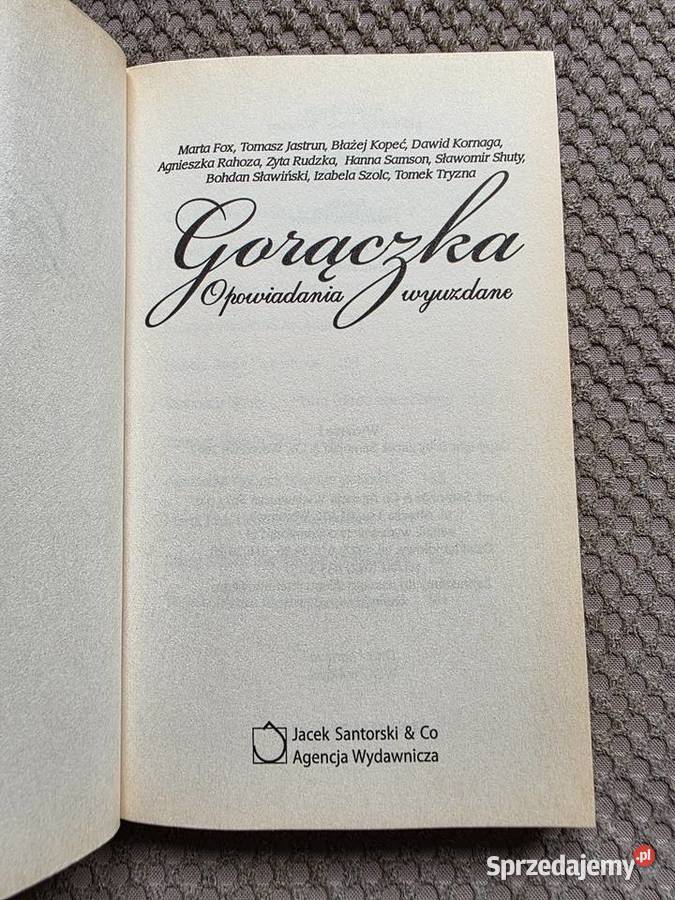 Marta Fox, Tomasz Jastrun, Błażej Kopeć, Dawid Kornaga,
Agnieszka Rahoza, Zyta Rudzka, Hanna Samson, Sławomir Shuty,
Bohdan Sławiński, Izabela Szolc, Tomek Tryzna
Gorączka
Opowiadania wyuzdane
Jacek Santorski & Co
Agencja Wydawnicza
Sprzedajemy.pl